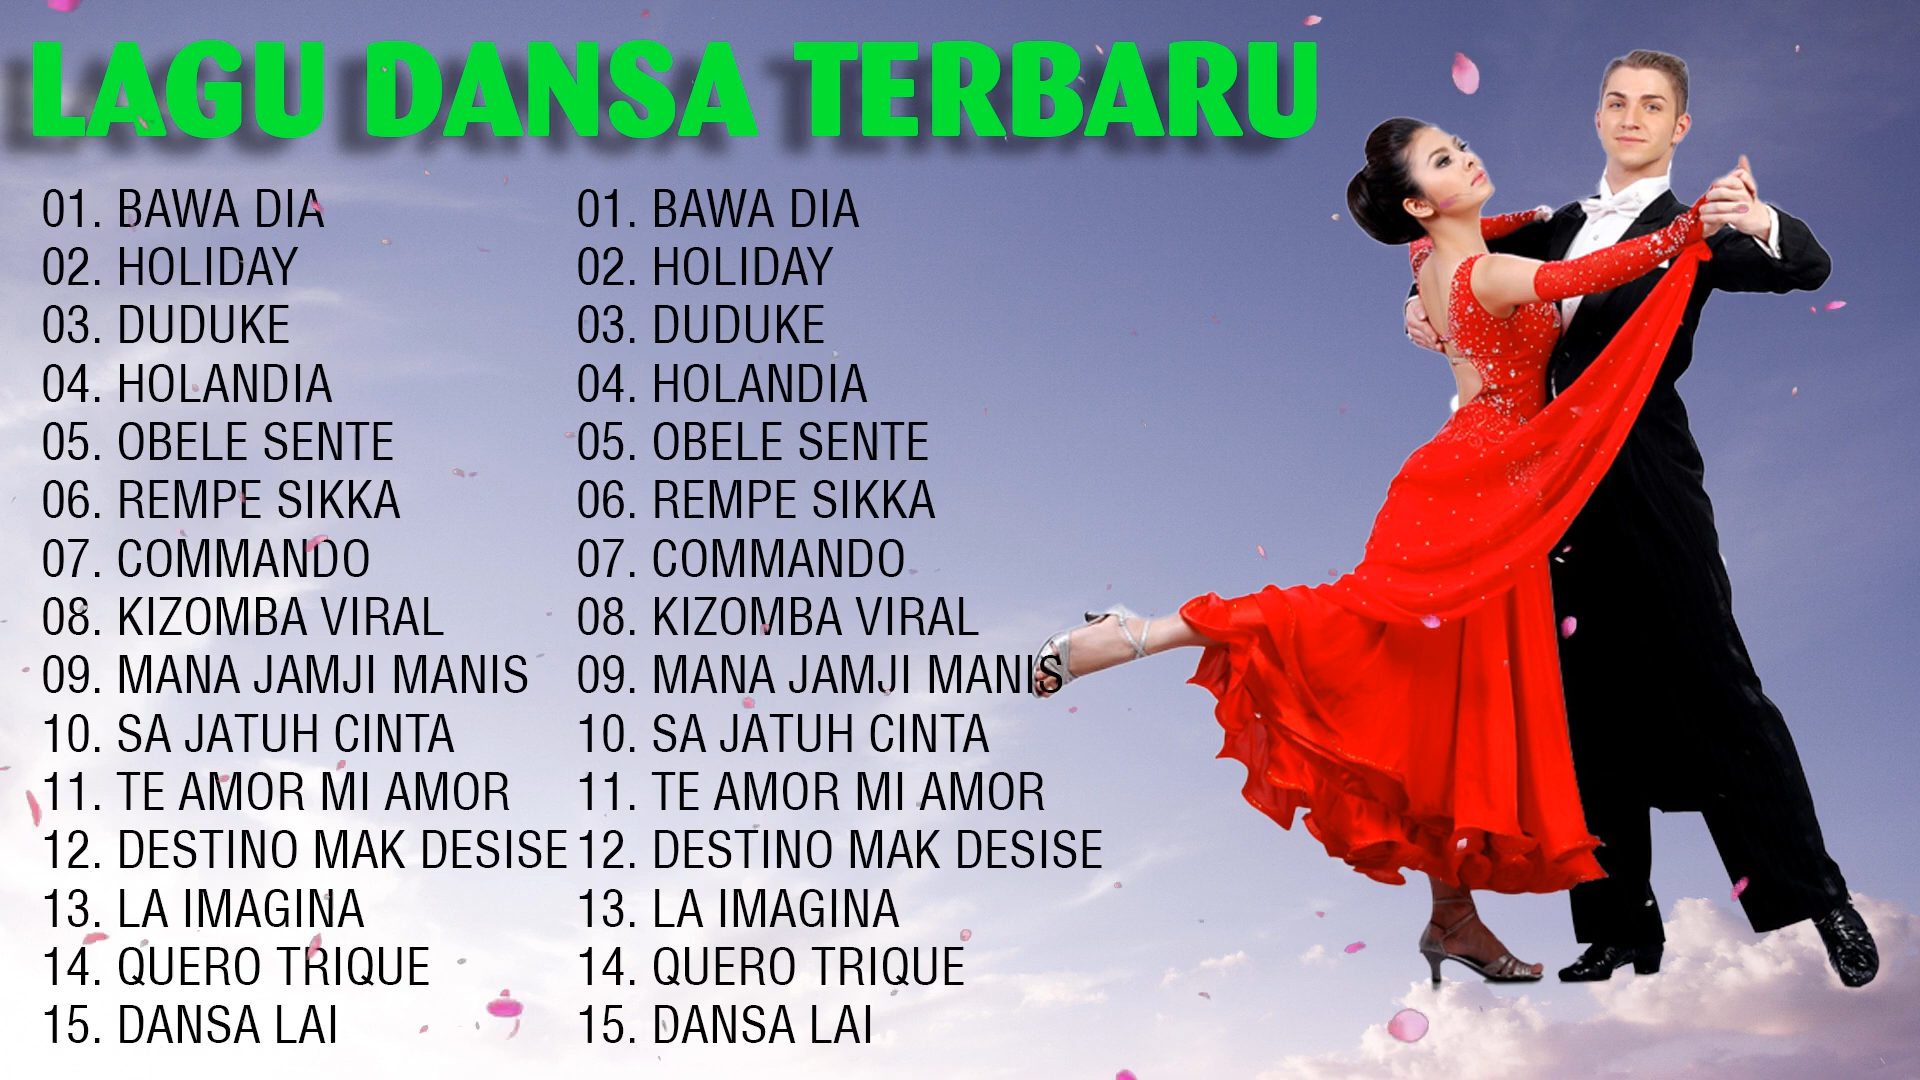 LAGU DANSA TERBARU
01. BAWA DIA
02. HOLIDAY
03. DUDUKE
04. HOLANDIA
05. OBELE SENTE
06. REMPE SIKKA
07. COMMANDO
08. KIZOMBA VIRAL
09. MANA JAMJI MANIS
10. SA JATUH CINTA
11. TE AMOR MI AMOR
12. DESTINO MAK DESISE
13. LA IMAGINA
14. QUERO TRIQUE
15. DANSA LAI
01. BAWA DIA
02. HOLIDAY
03. DUDUKE
04. HOLANDIA
05. OBELE SENTE
06. REMPE SIKKA
07. COMMANDO
08. KIZOMBA VIRAL
09. MANA JAMJI MANIS
10. SA JATUH CINTA
11. TE AMOR MI AMOR
12. DESTINO MAK DESISE
13. LA IMAGINA
14. QUERO TRIQUE
15. DANSA LAI